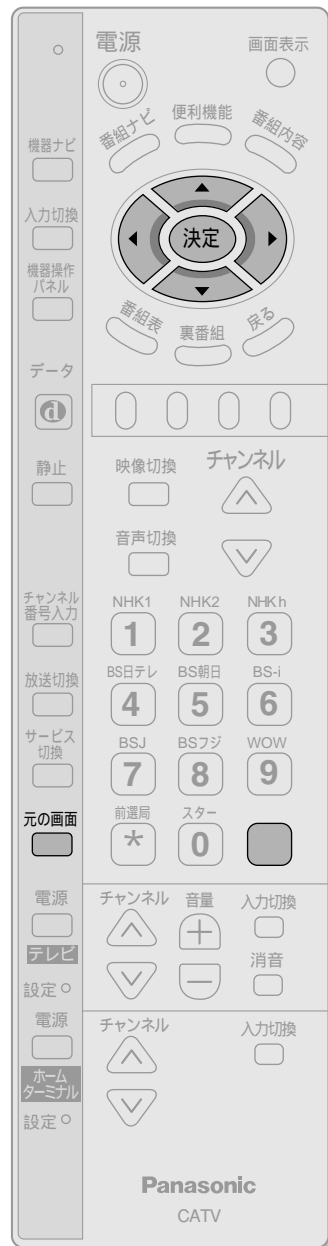 電源
画面表示
番組ナビ
便利機能
番組内容
機器ナビ
入力切換
決定
機器操作
パネル
番組表
裏番組
戻る
データ
d
静止
映像切換
チャンネル
音声切換
チャンネル
番号入力
NHK1
NHK2
NHKh
1
2
3
放送切換
BS日テレ
BS朝日
BS-i
4
5
6
サービス
切換
BSJ
BSフジ
WOW
7
8
9
元の画面
前選局
スター
*
0
電源
テレビ
設定
チャンネル
音量
入力切換
+
-
消音
電源
ホーム
ターミナル
設定
チャンネル
入力切換
Panasonic
CATV